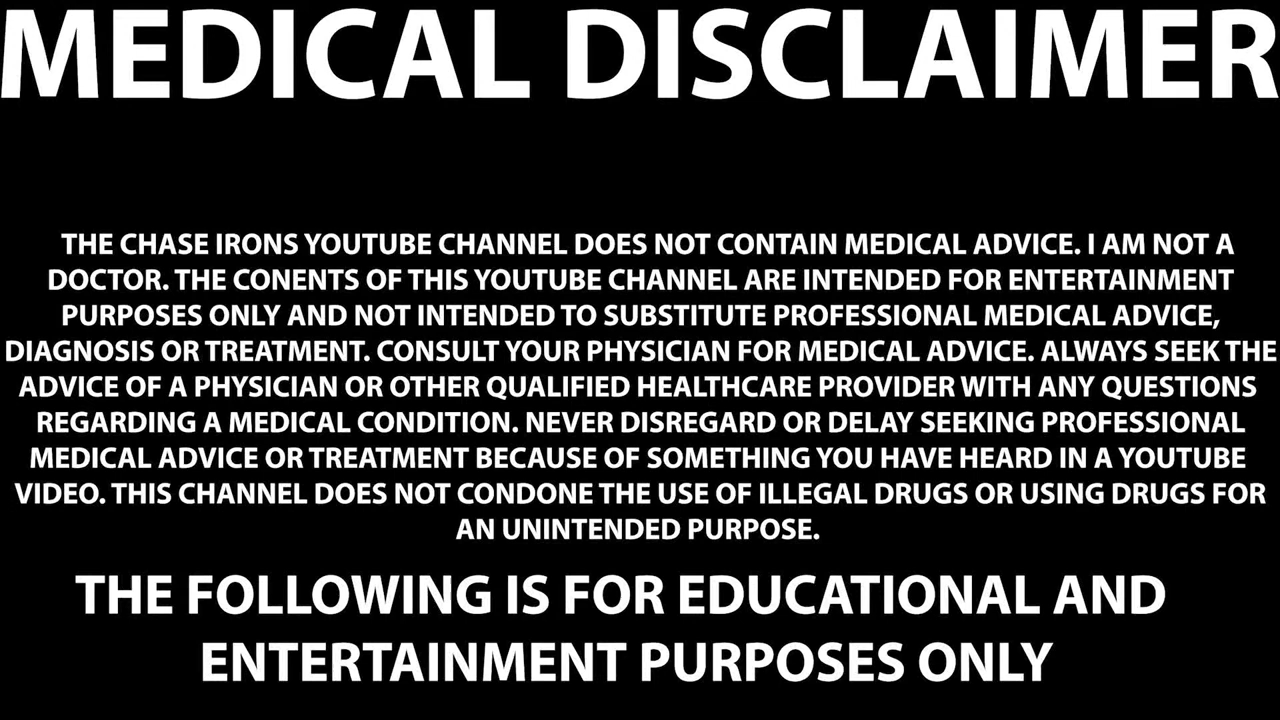 MEDICAL DISCLAIMER
THE CHASE IRONS YOUTUBE CHANNEL DOES NOT CONTAIN MEDICAL ADVICE. I AM NOT A
DOCTOR. THE CONENTS OF THIS YOUTUBE CHANNEL ARE INTENDED FOR ENTERTAINMENT
PURPOSES ONLY AND NOT INTENDED TO SUBSTITUTE PROFESSIONAL MEDICAL ADVICE,
DIAGNOSIS OR TREATMENT. CONSULT YOUR PHYSICIAN FOR MEDICAL ADVICE. ALWAYS SEEK THE
ADVICE OF A PHYSICIAN OR OTHER QUALIFIED HEALTHCARE PROVIDER WITH ANY QUESTIONS
REGARDING A MEDICAL CONDITION. NEVER DISREGARD OR DELAY SEEKING PROFESSIONAL
MEDICAL ADVICE OR TREATMENT BECAUSE OF SOMETHING YOU HAVE HEARD IN A YOUTUBE
VIDEO. THIS CHANNEL DOES NOT CONDONE THE USE OF ILLEGAL DRUGS OR USING DRUGS FOR
AN UNINTENDED PURPOSE.
THE FOLLOWING IS FOR EDUCATIONAL AND
ENTERTAINMENT PURPOSES ONLY